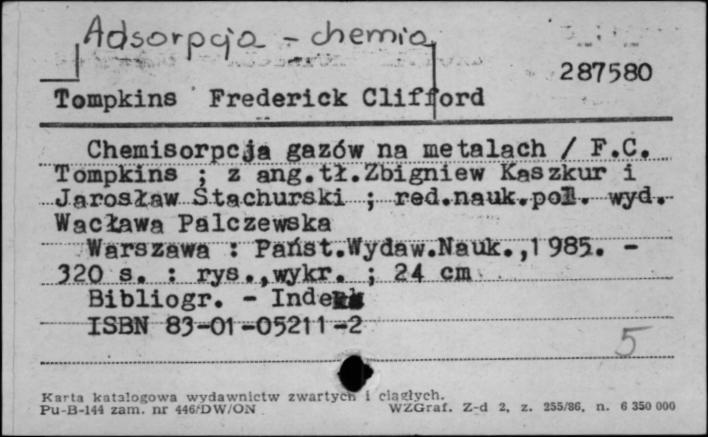 Adsorpcja - chemia
287580
Tompkins Frederick Clifford
Chemisorpcja gazów na metalach / F.C.
Tompkins ; z ang.tł.Zbigniew Kaszkur i
Jarosław Stachurski ; red.nauk.pol. wyd.
Wacława Palczewska
Warszawa : Państ.Wydaw.Nauk.,1985. -
320 s. : rys.,wykr. ; 24 cm
Bibliogr. - Indeks
ISBN 83-01-05211-2
5
Karta katalogowa wydawnictw zwartych i ciągłych.
Pu-B-144 zam. nr 446/DW/ON WZGraf. Z-d 2, z. 255/86, n. 6 350 000